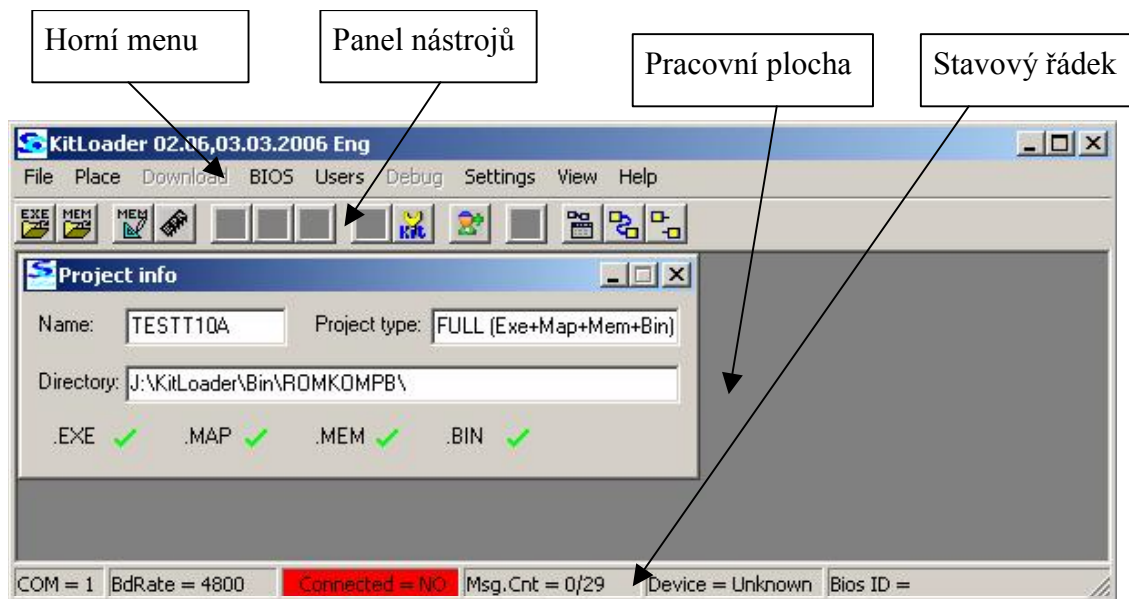 Horní menu
Panel nástrojů
Pracovní plocha
Stavový řádek
KitLoader 02.06,03.03.2006 Eng
File Place Download BIOS Users Debug Settings View Help
EXE MEM MEM Kit
Project info
Name: TESTT10A Project type: FULL (Exe+Map+Mem+Bin)
Directory: J:\KitLoader\Bin\ROMKOMPB\
.EXE .MAP .MEM .BIN
COM = 1 BdRate = 4800 Connected = NO Msg.Cnt = 0/29 Device = Unknown Bios ID =